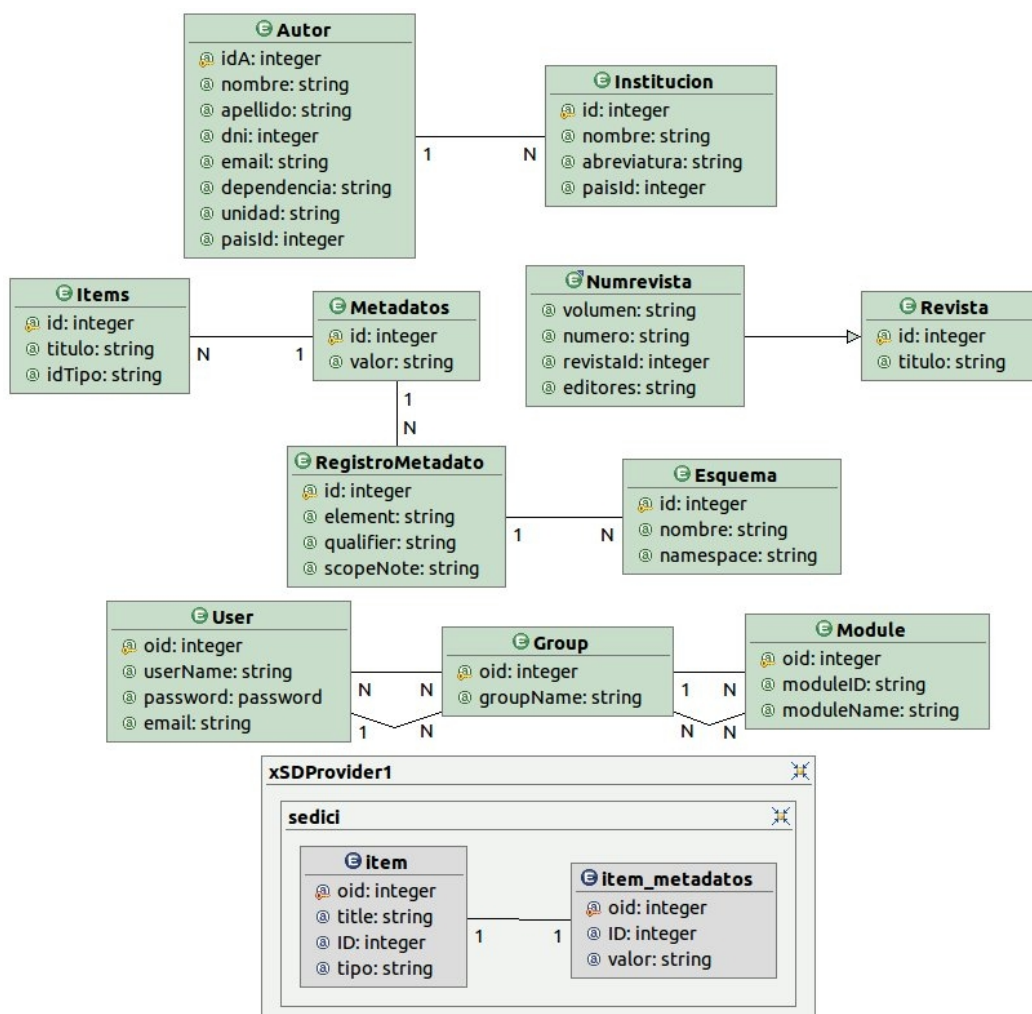 Autor
idA: integer
nombre: string
apellido: string
dni: integer
email: string
dependencia: string
unidad: string
paisId: integer
1
N
Institucion
id: integer
nombre: string
abreviatura: string
paisId: integer
Items
id: integer
titulo: string
idTipo: string
N
1
Metadatos
id: integer
valor: string
Numrevista
volumen: string
numero: string
revistaId: integer
editores: string
Revista
id: integer
titulo: string
1
N
RegistroMetadato
id: integer
element: string
qualifier: string
scopeNote: string
1
N
Esquema
id: integer
nombre: string
namespace: string
User
oid: integer
userName: string
password: password
email: string
N
N
1
N
Group
oid: integer
groupName: string
1
N
N
N
Module
oid: integer
moduleID: string
moduleName: string
xSDProvider1
sedici
item
oid: integer
title: string
ID: integer
tipo: string
1
1
item_metadatos
oid: integer
ID: integer
valor: string